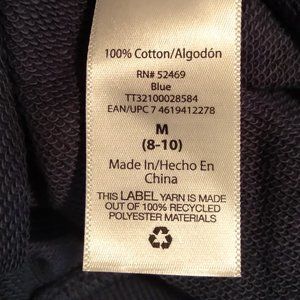 100% Cotton/Algodón
RN# 52469
Blue
TT32100028584
EAN/UPC 7 4619412278
M
(8-10)
Made In/Hecho En
China
THIS LABEL YARN IS MADE
OUT OF 100% RECYCLED
POLYESTER MATERIALS